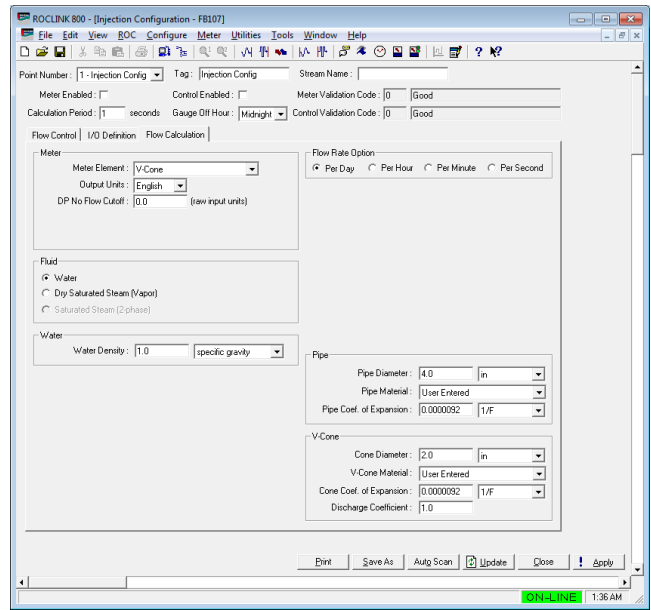 ROCLINK 800 - [Injection Configuration - FB107]
File Edit View ROC Configure Meter Utilities Tools Window Help
Point Number : 1 - Injection Config Tag : Injection Config Stream Name :
Meter Enabled : Control Enabled : Meter Validation Code : 0 Good
Calculation Period : 1 seconds Gauge Off Hour : Midnight Control Validation Code : 0 Good
Flow Control I/O Definition Flow Calculation
Meter
Meter Element : V-Cone
Output Units : English
DP No Flow Cutoff : 0.0 (raw input units)
Flow Rate Option
Per Day Per Hour Per Minute Per Second
Fluid
Water
Dry Saturated Steam (Vapor)
Saturated Steam (2-phase)
Water
Water Density : 1.0 specific gravity
Pipe
Pipe Diameter : 4.0 in
Pipe Material : User Entered
Pipe Coef. of Expansion : 0.0000092 1/F
V-Cone
Cone Diameter : 2.0 in
V-Cone Material : User Entered
Cone Coef. of Expansion : 0.0000092 1/F
Discharge Coefficient : 1.0
Print Save As Auto Scan Update Close ! Apply
ON-LINE 1:36 AM